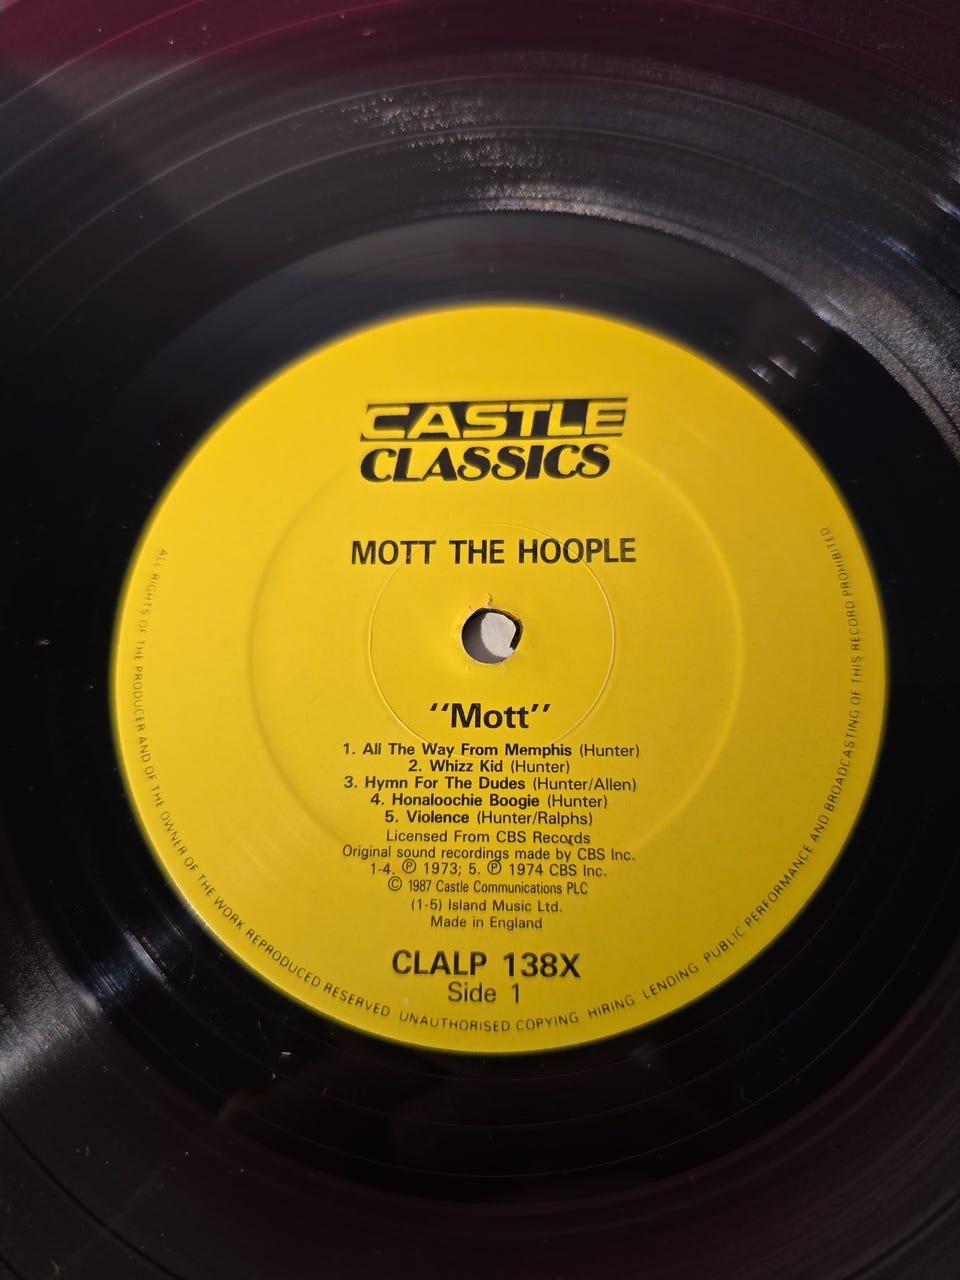 CASTLE
CLASSICS
MOTT THE HOOPLE
“Mott”
1. All The Way From Memphis (Hunter)
2. Whizz Kid (Hunter)
3. Hymn For The Dudes (Hunter/Allen)
4. Honaloochie Boogie (Hunter)
5. Violence (Hunter/Ralphs)
Licensed From CBS Records
Original sound recordings made by CBS Inc.
1-4. ℗ 1973; 5. ℗ 1974 CBS Inc.
© 1987 Castle Communications PLC
(1-5) Island Music Ltd.
Made in England
CLALP 138X
Side 1
ALL RIGHTS OF THE PRODUCER AND OF THE OWNER OF THE WORK REPRODUCED RESERVED UNAUTHORISED COPYING HIRING LENDING PUBLIC PERFORMANCE AND BROADCASTING OF THIS RECORD PROHIBITED